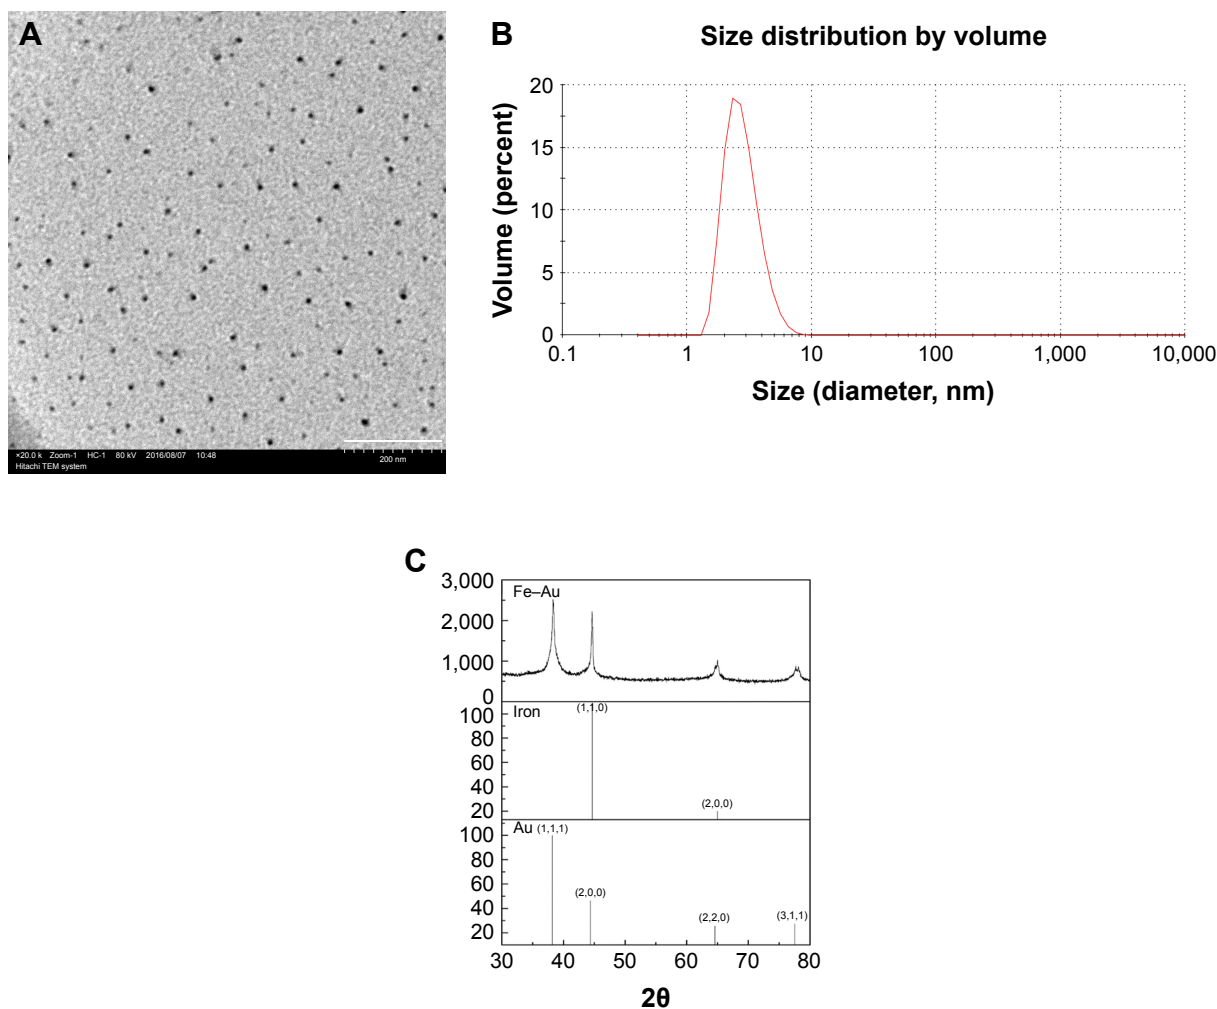 A
×20.0 k Zoom-1 HC-1 80 kV 2016/08/07 10:48
Hitachi TEM system
200 nm
B
Size distribution by volume
Volume (percent)
20
15
10
5
0
0.1 1 10 100 1,000 10,000
Size (diameter, nm)
C
3,000
2,000
1,000
0
Fe–Au
100
80
60
40
20
Iron
(1,1,0)
(2,0,0)
100
80
60
40
20
Au (1,1,1)
(2,0,0)
(2,2,0)
(3,1,1)
30 40 50 60 70 80
2θ